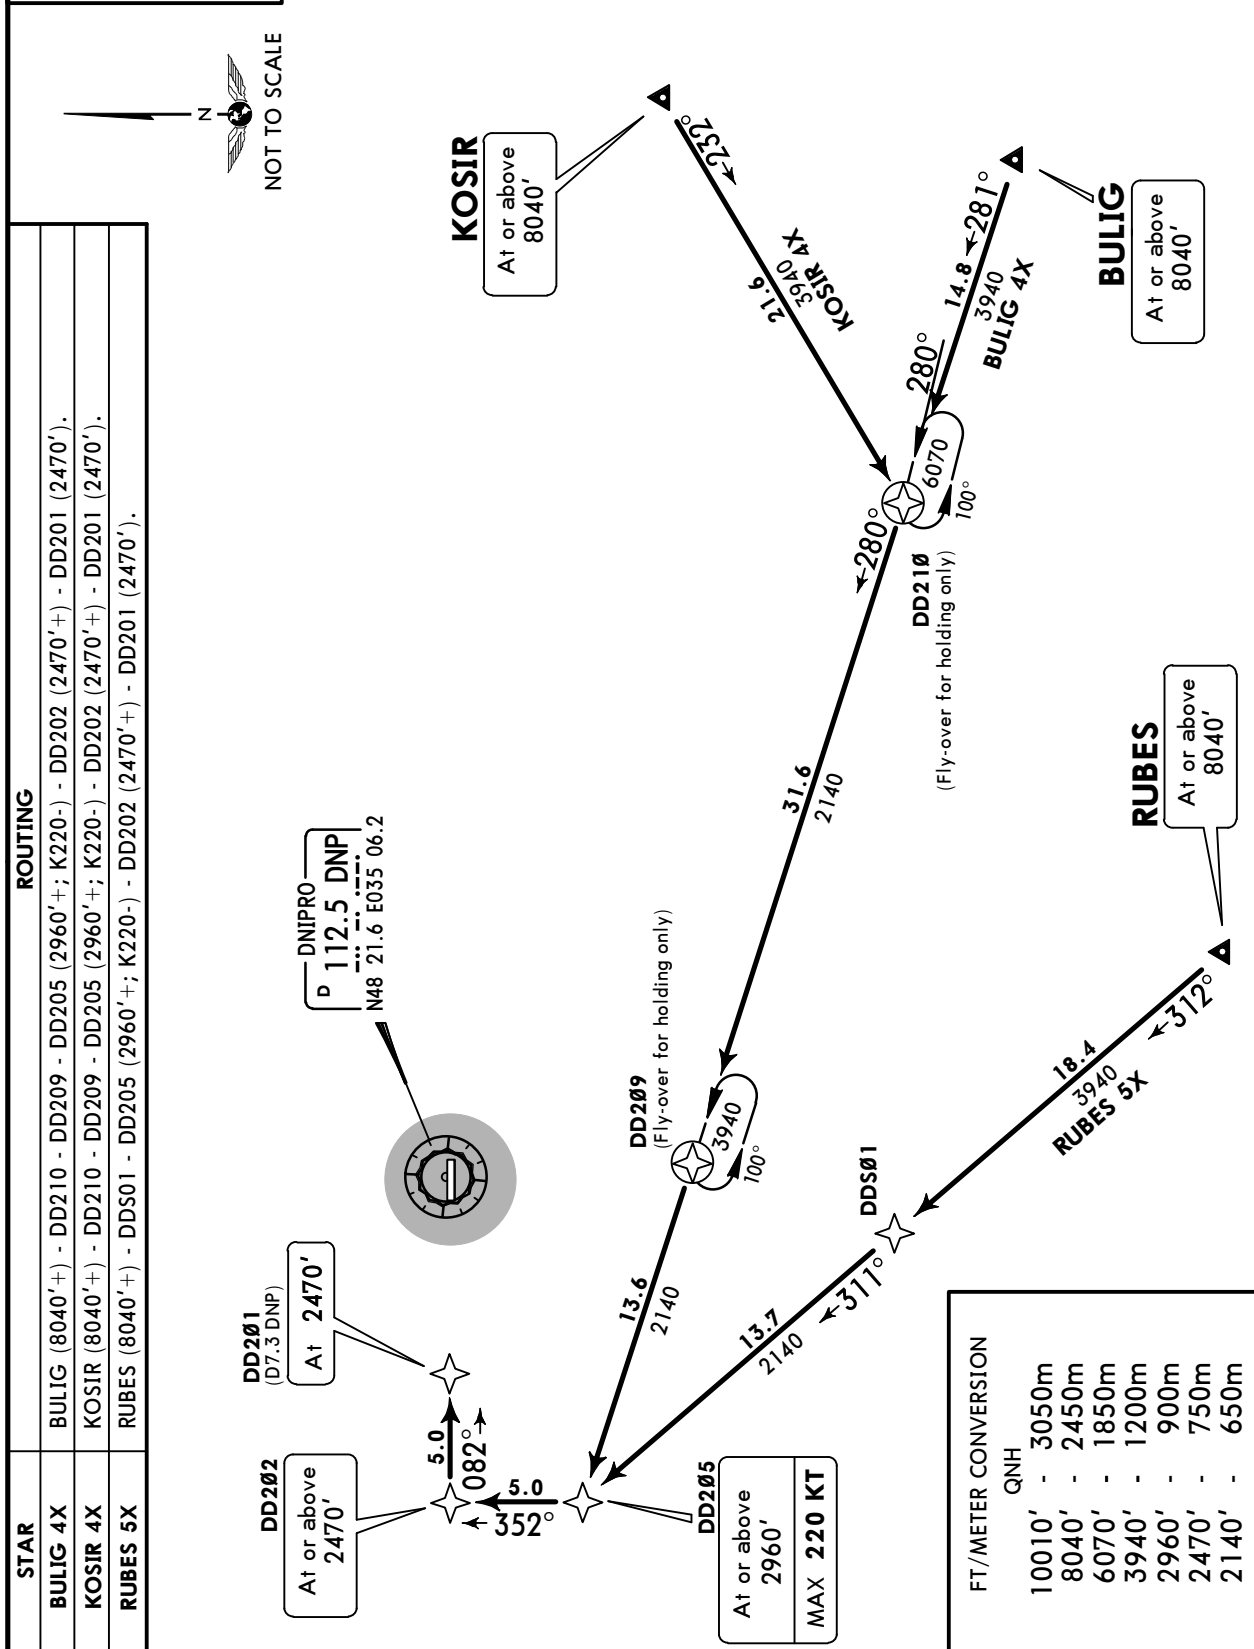 STAR ROUTING
BULIG 4X BULIG (8040'+) - DD210 - DD209 - DD205 (2960'+; K220-) - DD202 (2470'+) - DD201 (2470').
KOSIR 4X KOSIR (8040'+) - DD210 - DD209 - DD205 (2960'+; K220-) - DD202 (2470'+) - DD201 (2470').
RUBES 5X RUBES (8040'+) - DDS01 - DD205 (2960'+; K220-) - DD202 (2470'+) - DD201 (2470').
N
NOT TO SCALE
DNIPRO
D 112.5 DNP
N48 21.6 E035 06.2
KOSIR
At or above
8040'
232°
21.6
3940
KOSIR 4X
DD2Ø1
(D7.3 DNP)
At 2470'
DD2Ø2
At or above
2470'
5.0
082°
5.0
352°
DD2Ø5
At or above
2960'
MAX 220 KT
DD2Ø9
(Fly-over for holding only)
3940
100°
13.6
2140
31.6
2140
280°
DD21Ø
(Fly-over for holding only)
280°
6070
100°
14.8
281°
3940
BULIG 4X
BULIG
At or above
8040'
DDSØ1
13.7
2140
311°
18.4
3940
RUBES 5X
312°
RUBES
At or above
8040'
FT/METER CONVERSION
QNH
10010' - 3050m
8040' - 2450m
6070' - 1850m
3940' - 1200m
2960' - 900m
2470' - 750m
2140' - 650m